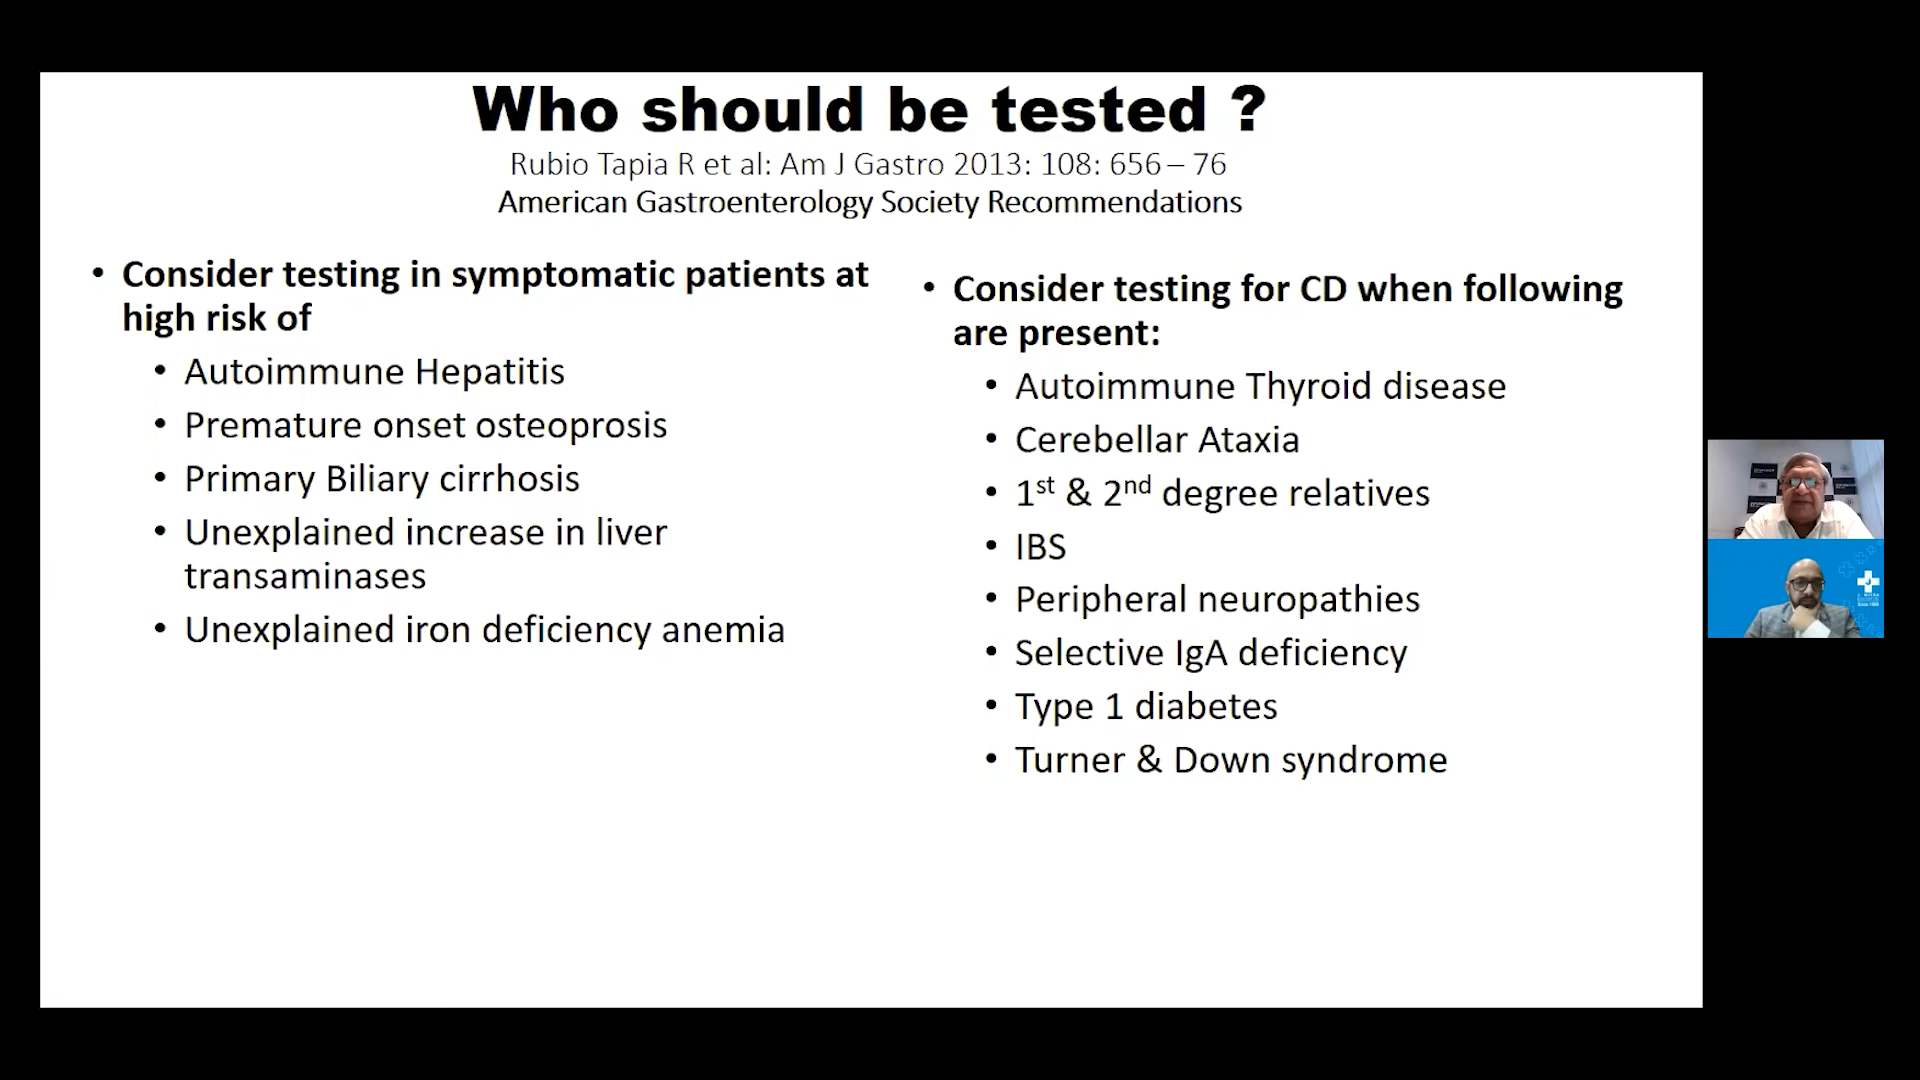 Who should be tested ?
Rubio Tapia R et al: Am J Gastro 2013: 108: 656 – 76
American Gastroenterology Society Recommendations
• Consider testing in symptomatic patients at
high risk of
• Autoimmune Hepatitis
• Premature onset osteoprosis
• Primary Biliary cirrhosis
• Unexplained increase in liver
transaminases
• Unexplained iron deficiency anemia
• Consider testing for CD when following
are present:
• Autoimmune Thyroid disease
• Cerebellar Ataxia
• 1st & 2nd degree relatives
• IBS
• Peripheral neuropathies
• Selective IgA deficiency
• Type 1 diabetes
• Turner & Down syndrome